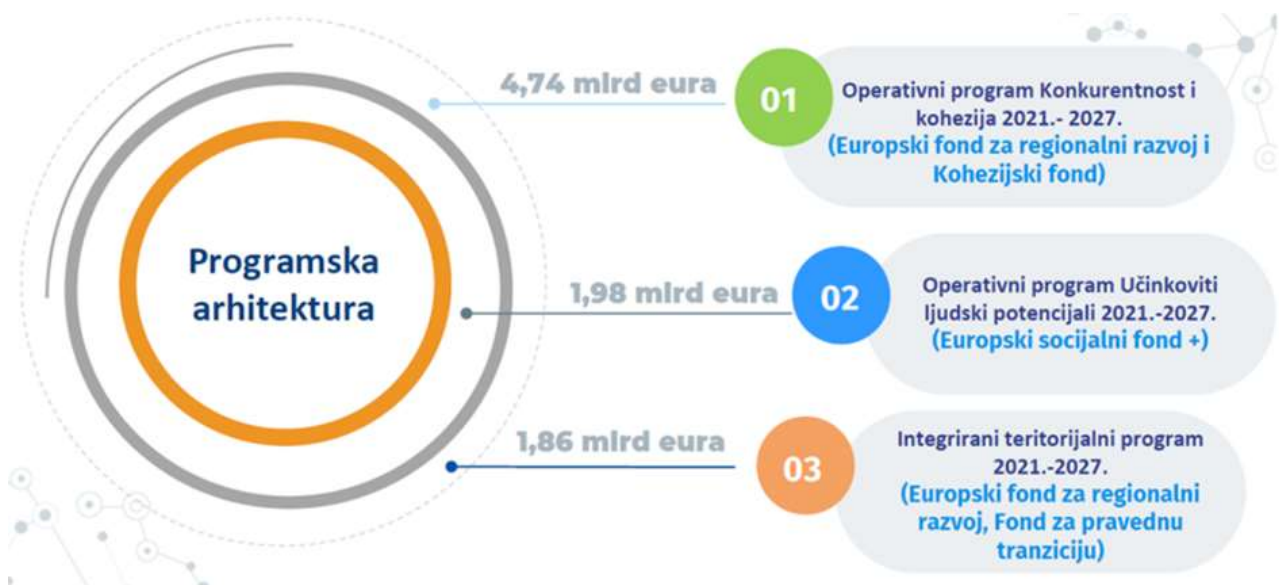 Programska
arhitektura
4,74 mlrd eura
01
Operativni program Konkurentnost i
kohezija 2021.- 2027.
(Europski fond za regionalni razvoj i
Kohezijski fond)
1,98 mlrd eura
02
Operativni program Učinkoviti
ljudski potencijali 2021.-2027.
(Europski socijalni fond +)
1,86 mlrd eura
03
Integrirani teritorijalni program
2021.-2027.
(Europski fond za regionalni
razvoj, Fond za pravednu
tranziciju)